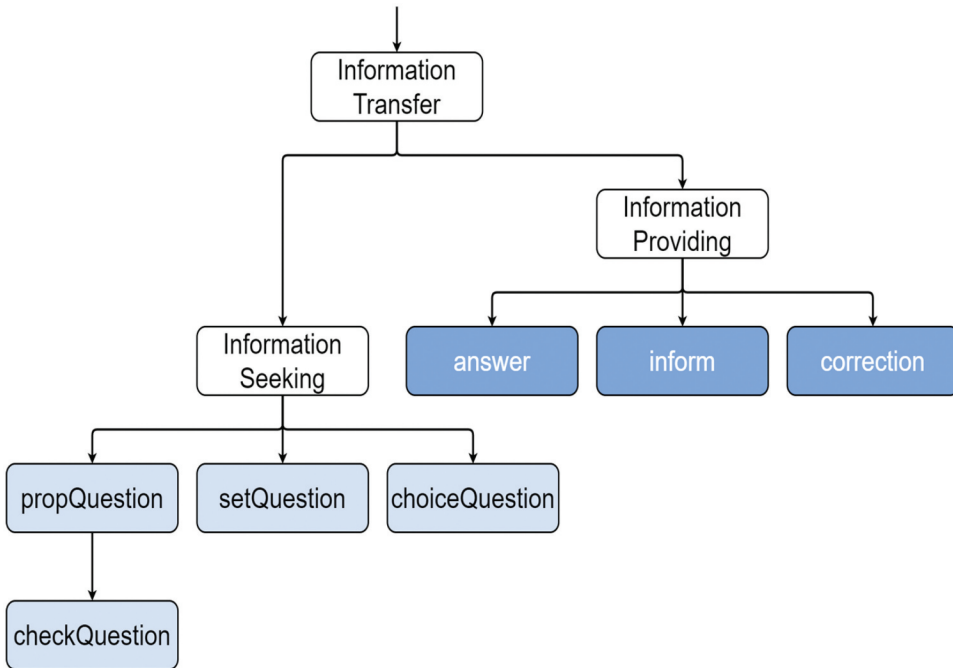 Information
Transfer
Information
Providing
answer
inform
correction
Information
Seeking
propQuestion
setQuestion
choiceQuestion
checkQuestion